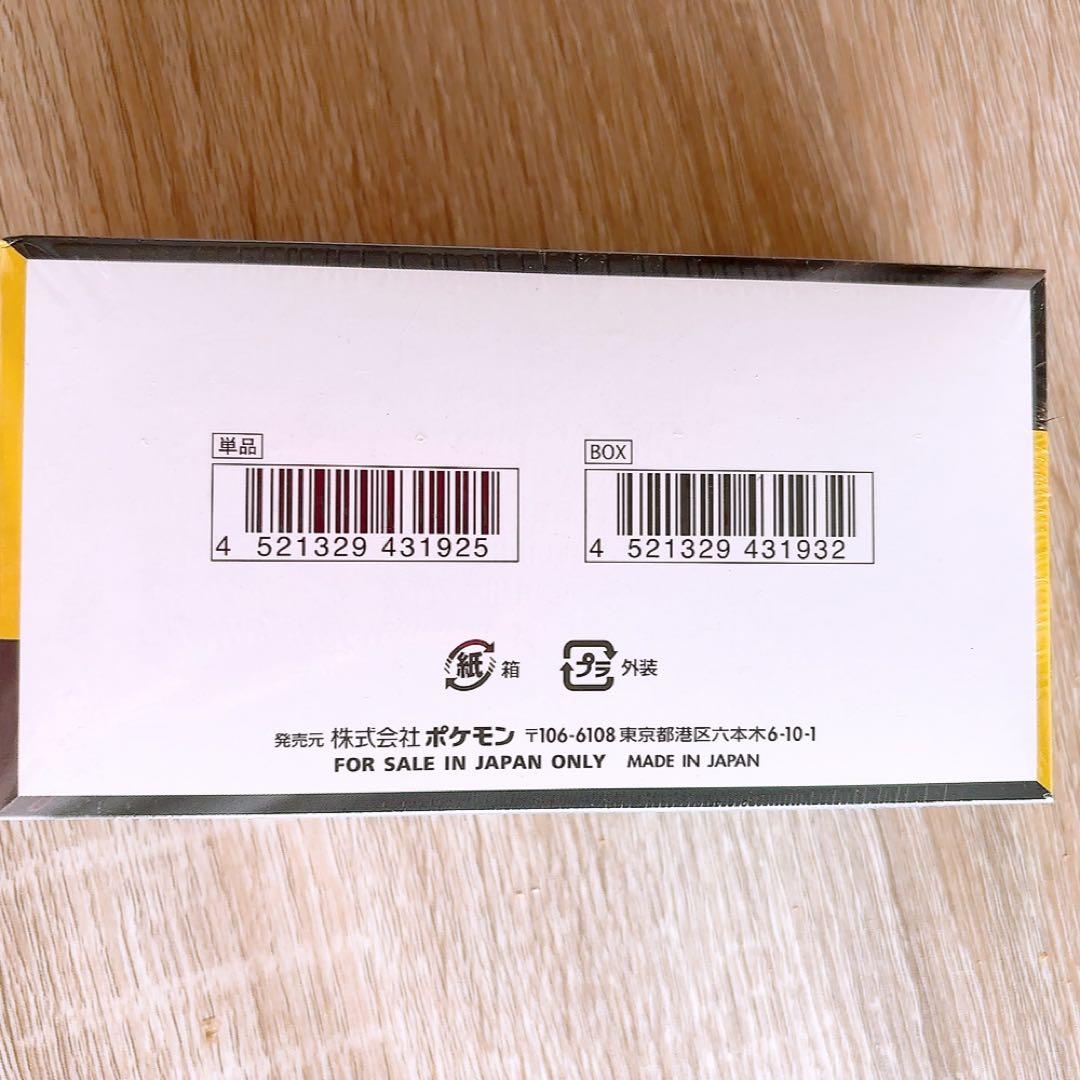 単品
BOX
4 521329 431925
4 521329 431932
紙 箱
プラ 外装
発売元 株式会社 ポケモン 〒106-6108 東京都港区六本木6-10-1
FOR SALE IN JAPAN ONLY MADE IN JAPAN